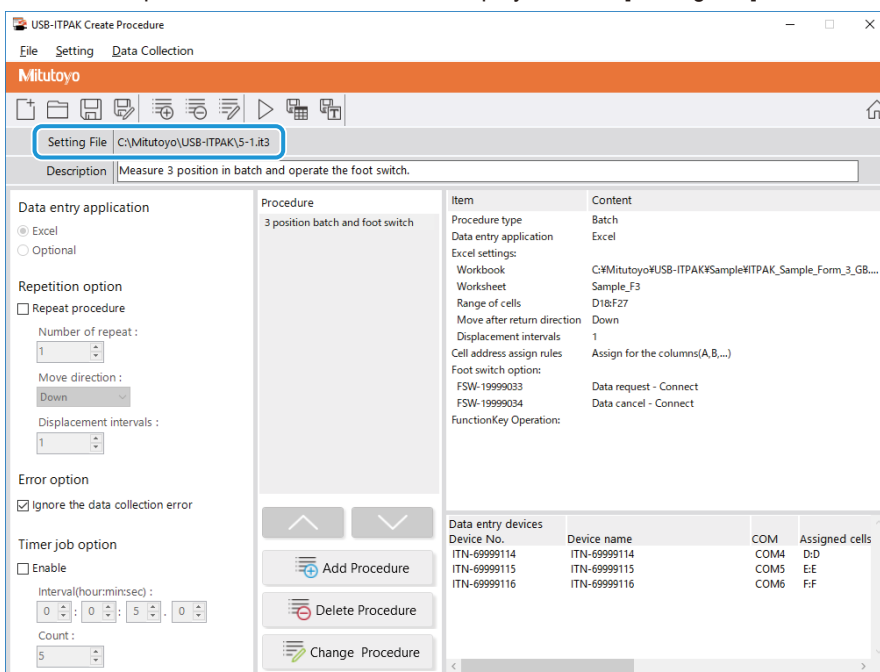 USB-ITPAK Create Procedure
File Setting Data Collection
Mitutoyo
Setting File C:\Mitutoyo\USB-ITPAK\5-1.it3
Description Measure 3 position in batch and operate the foot switch.
Data entry application
Excel
Optional
Repetition option
Repeat procedure
Number of repeat :
1
Move direction :
Down
Displacement intervals :
1
Error option
Ignore the data collection error
Timer job option
Enable
Interval(hour:min:sec) :
0 : 0 : 5 . 0
Count :
5
Procedure
3 position batch and foot switch
Add Procedure
Delete Procedure
Change Procedure
Item Content
Procedure type Batch
Data entry application Excel
Excel settings:
Workbook C:¥Mitutoyo¥USB-ITPAK¥Sample¥ITPAK_Sample_Form_3_GB....
Worksheet Sample_F3
Range of cells D18:F27
Move after return direction Down
Displacement intervals 1
Cell address assign rules Assign for the columns(A,B,...)
Foot switch option:
FSW-19999033 Data request - Connect
FSW-19999034 Data cancel - Connect
FunctionKey Operation:
Data entry devices
Device No. Device name COM Assigned cells
ITN-69999114 ITN-69999114 COM4 D:D
ITN-69999115 ITN-69999115 COM5 E:E
ITN-69999116 ITN-69999116 COM6 F:F